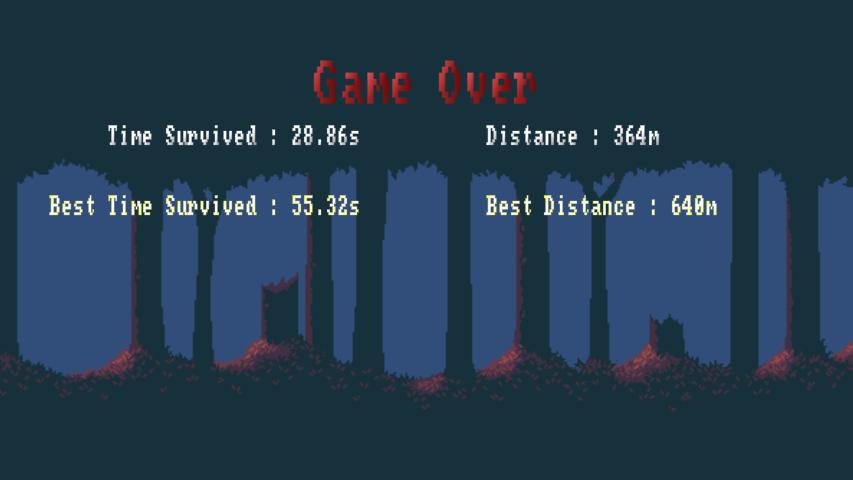 Game Over
Time Survived : 28.86s Distance : 364m
Best Time Survived : 55.32s Best Distance : 640m